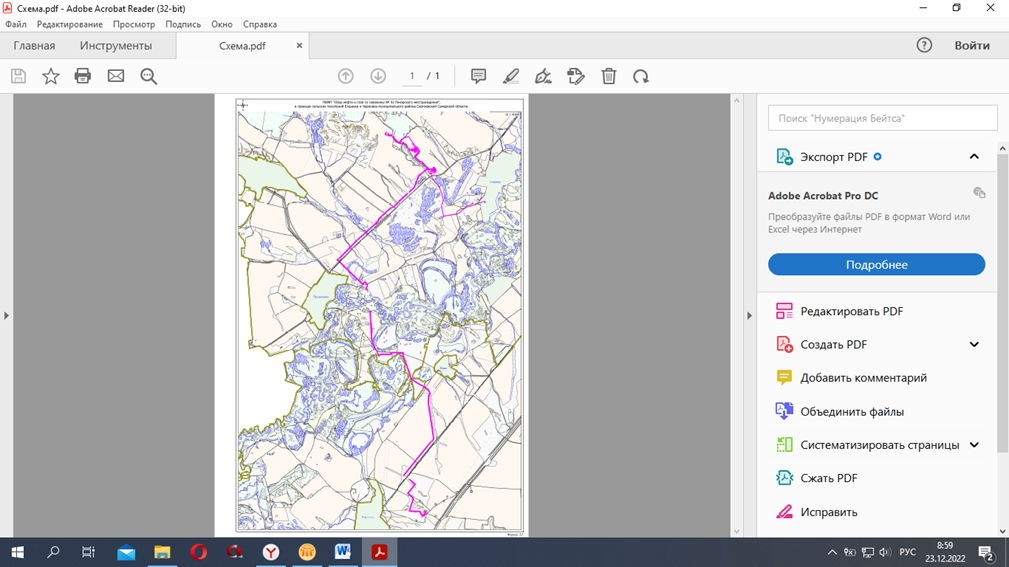 Схема.pdf - Adobe Acrobat Reader (32-bit)
Файл Редактирование Просмотр Подпись Окно Справка
Главная Инструменты Схема.pdf × Войти
1 / 1
Поиск "Нумерация Бейтса"
Экспорт PDF
Adobe Acrobat Pro DC
Преобразуйте файлы PDF в формат Word или
Excel через Интернет
Подробнее
Редактировать PDF
Создать PDF
Добавить комментарий
Объединить файлы
Систематизировать страницы
Сжать PDF
Исправить
РУС
8:59
23.12.2022
2